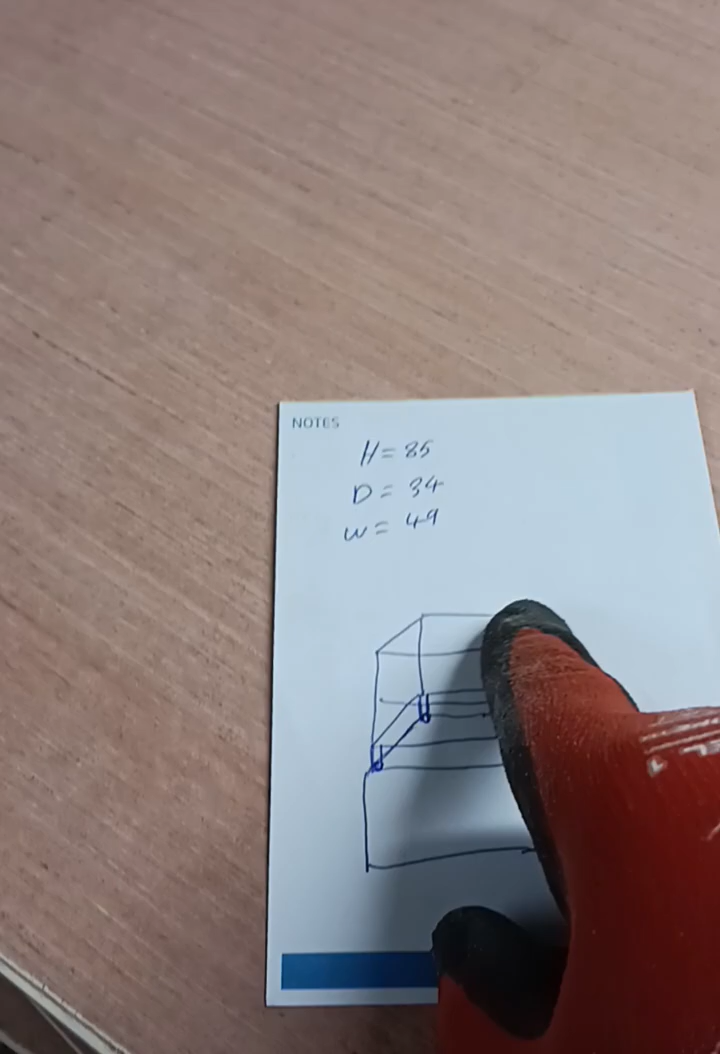 NOTES
H = 85
D = 34
W = 49